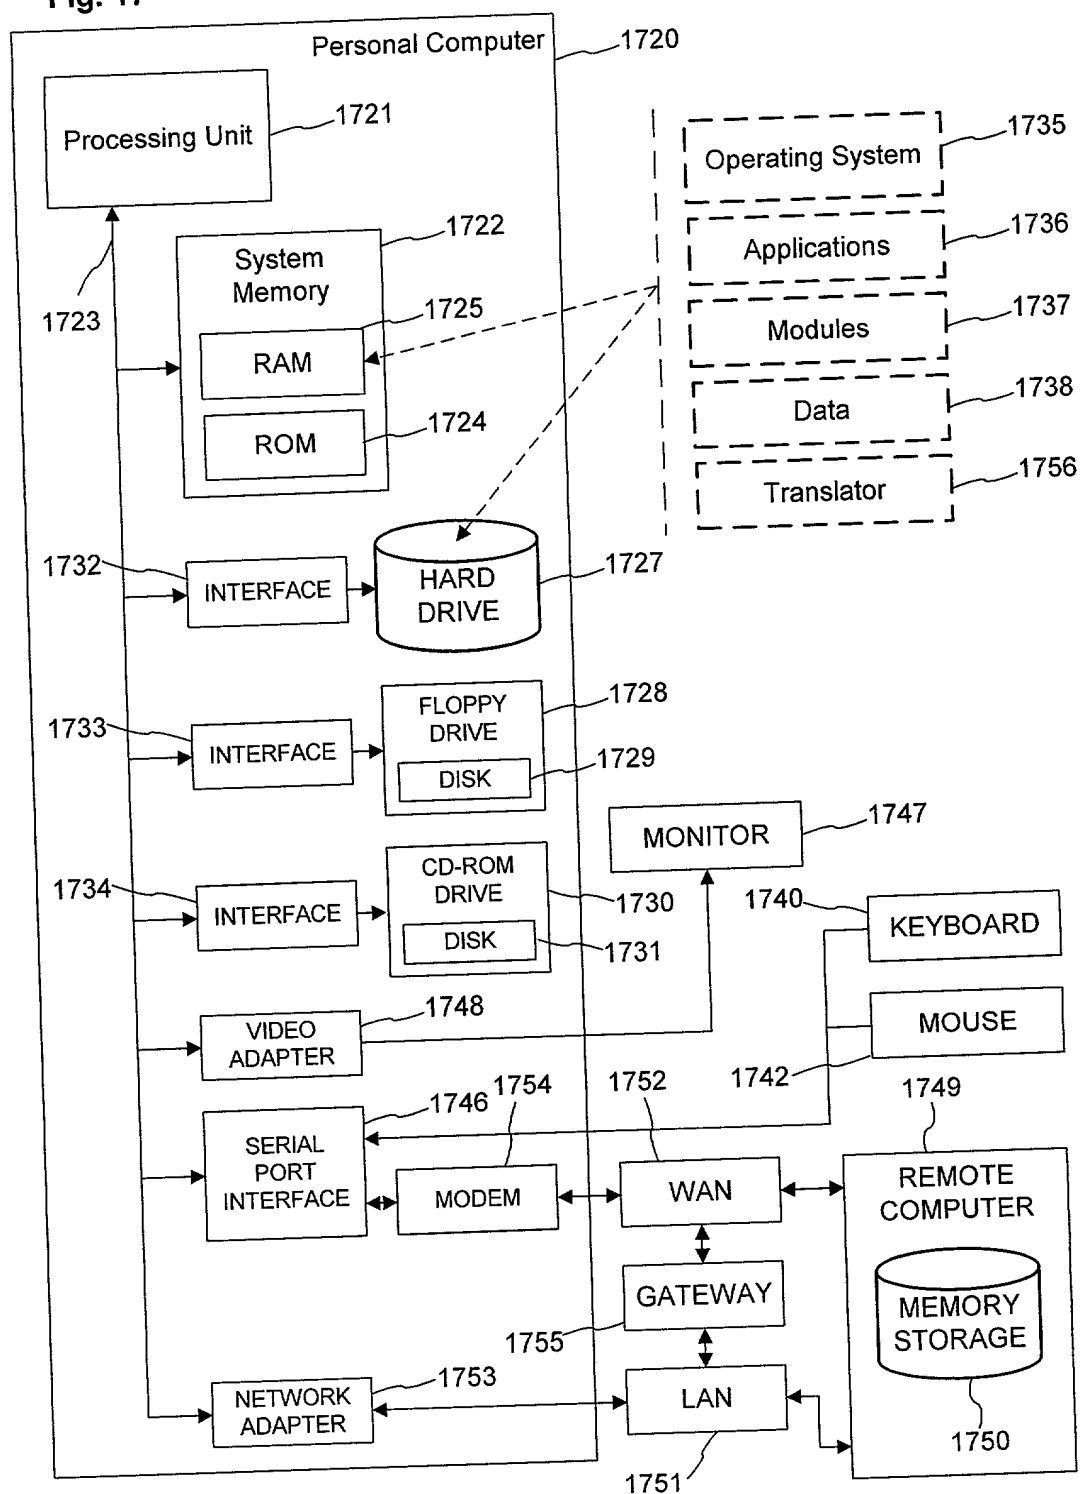 Fig. 17
Personal Computer
1720
Processing Unit
1721
1723
System
Memory
1722
RAM
1725
ROM
1724
Operating System
1735
Applications
1736
Modules
1737
Data
1738
Translator
1756
1732
INTERFACE
HARD
DRIVE
1727
1733
INTERFACE
FLOPPY
DRIVE
1728
DISK
1729
1734
INTERFACE
CD-ROM
DRIVE
1730
DISK
1731
MONITOR
1747
1740
KEYBOARD
MOUSE
1742
VIDEO
ADAPTER
1748
SERIAL
PORT
INTERFACE
1746
MODEM
1754
WAN
1752
REMOTE
COMPUTER
1749
GATEWAY
1755
MEMORY
STORAGE
1750
NETWORK
ADAPTER
1753
LAN
1751